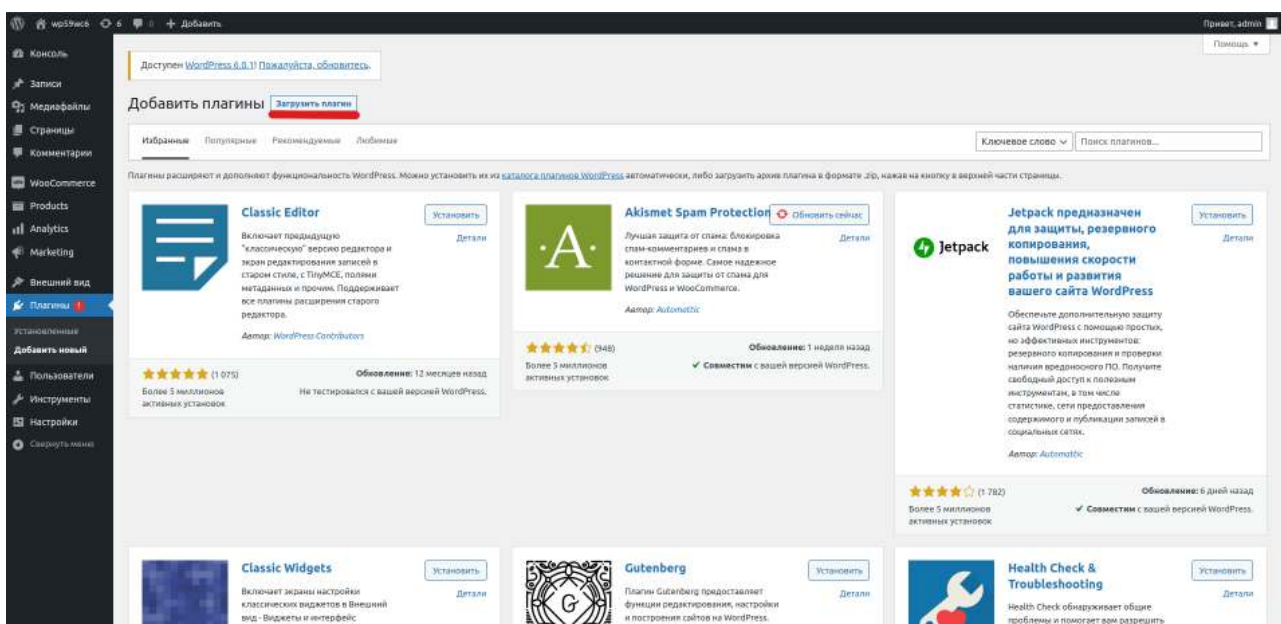 wp59wc6 6 0 + Добавить
Привет, admin
Помощь ▼
Консоль
Записи
Медиафайлы
Страницы
Комментарии
WooCommerce
Products
Analytics
Marketing
Внешний вид
Плагины 1
Установленные
Добавить новый
Пользователи
Инструменты
Настройки
Свернуть меню
Доступен WordPress 6.0.1! Пожалуйста, обновитесь.
Добавить плагины Загрузить плагин
Избранные Популярные Рекомендуемые Любимые
Ключевое слово Поиск плагинов...
Плагины расширяют и дополняют функциональность WordPress. Можно установить их из каталога плагинов WordPress автоматически, либо загрузить архив плагина в формате .zip, нажав на кнопку в верхней части страницы.
Classic Editor
Установить
Детали
Включает предыдущую
"классическую" версию редактора и
экран редактирования записей в
старом стиле, с TinyMCE, полями
метаданных и прочим. Поддерживает
все плагины расширения старого
редактора.
Автор: WordPress Contributors
(1 075)
Более 5 миллионов
активных установок
Обновление: 12 месяцев назад
Не тестировался с вашей версией WordPress.
Akismet Spam Protection
Обновить сейчас
Детали
·A·
Лучшая защита от спама: блокировка
спам-комментариев и спама в
контактной форме. Самое надежное
решение для защиты от спама для
WordPress и WooCommerce.
Автор: Automattic
(948)
Более 5 миллионов
активных установок
Обновление: 1 неделя назад
✔ Совместим с вашей версией WordPress.
Jetpack
Jetpack предназначен
для защиты, резервного
копирования,
повышения скорости
работы и развития
вашего сайта WordPress
Установить
Детали
Обеспечьте дополнительную защиту
сайта WordPress с помощью простых,
но эффективных инструментов:
резервного копирования и проверки
наличия вредоносного ПО. Получите
свободный доступ к полезным
инструментам, в том числе
статистике, сети предоставления
содержимого и публикации записей в
социальных сетях.
Автор: Automattic
(1 782)
Более 5 миллионов
активных установок
Обновление: 6 дней назад
✔ Совместим с вашей версией WordPress.
Classic Widgets
Установить
Детали
Включает экраны настройки
классических виджетов в Внешний
вид - Виджеты и интерфейс
G
Gutenberg
Установить
Детали
Плагин Gutenberg предоставляет
функции редактирования, настройки
и построения сайтов на WordPress.
Health Check &
Troubleshooting
Установить
Детали
Health Check обнаруживает общие
проблемы и помогает вам разрешить